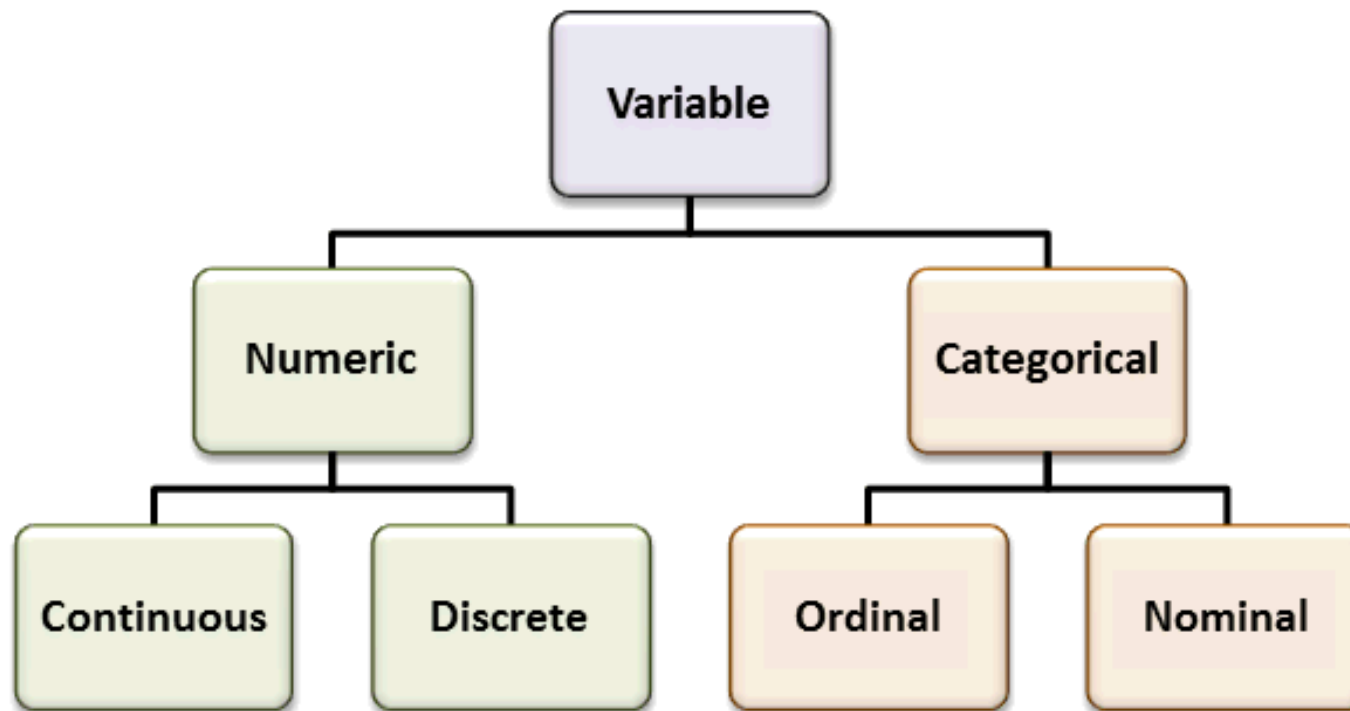 Variable
Numeric
Categorical
Continuous
Discrete
Ordinal
Nominal